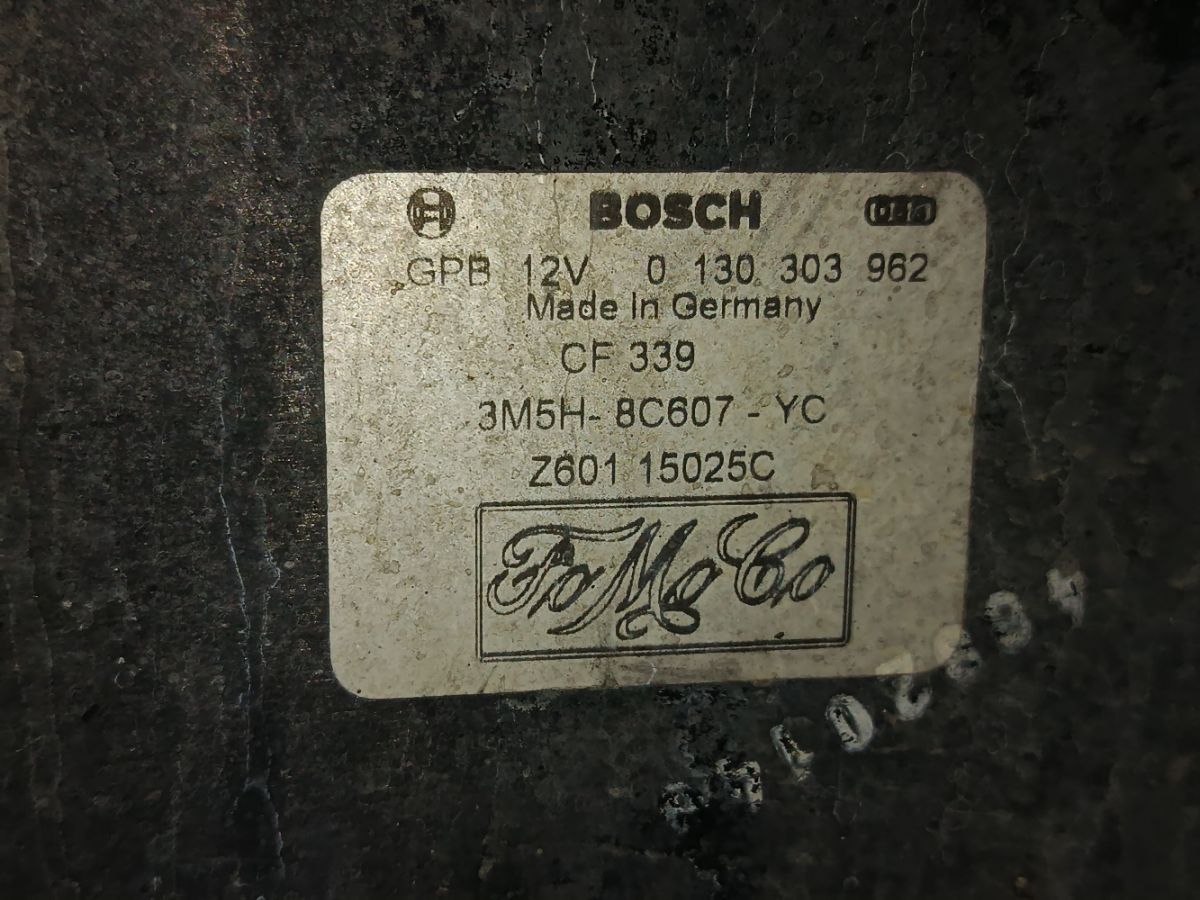 BOSCH
GPB 12V 0 130 303 962
Made In Germany
CF 339
3M5H- 8C607 - YC
Z601 15025C
FoMoCo